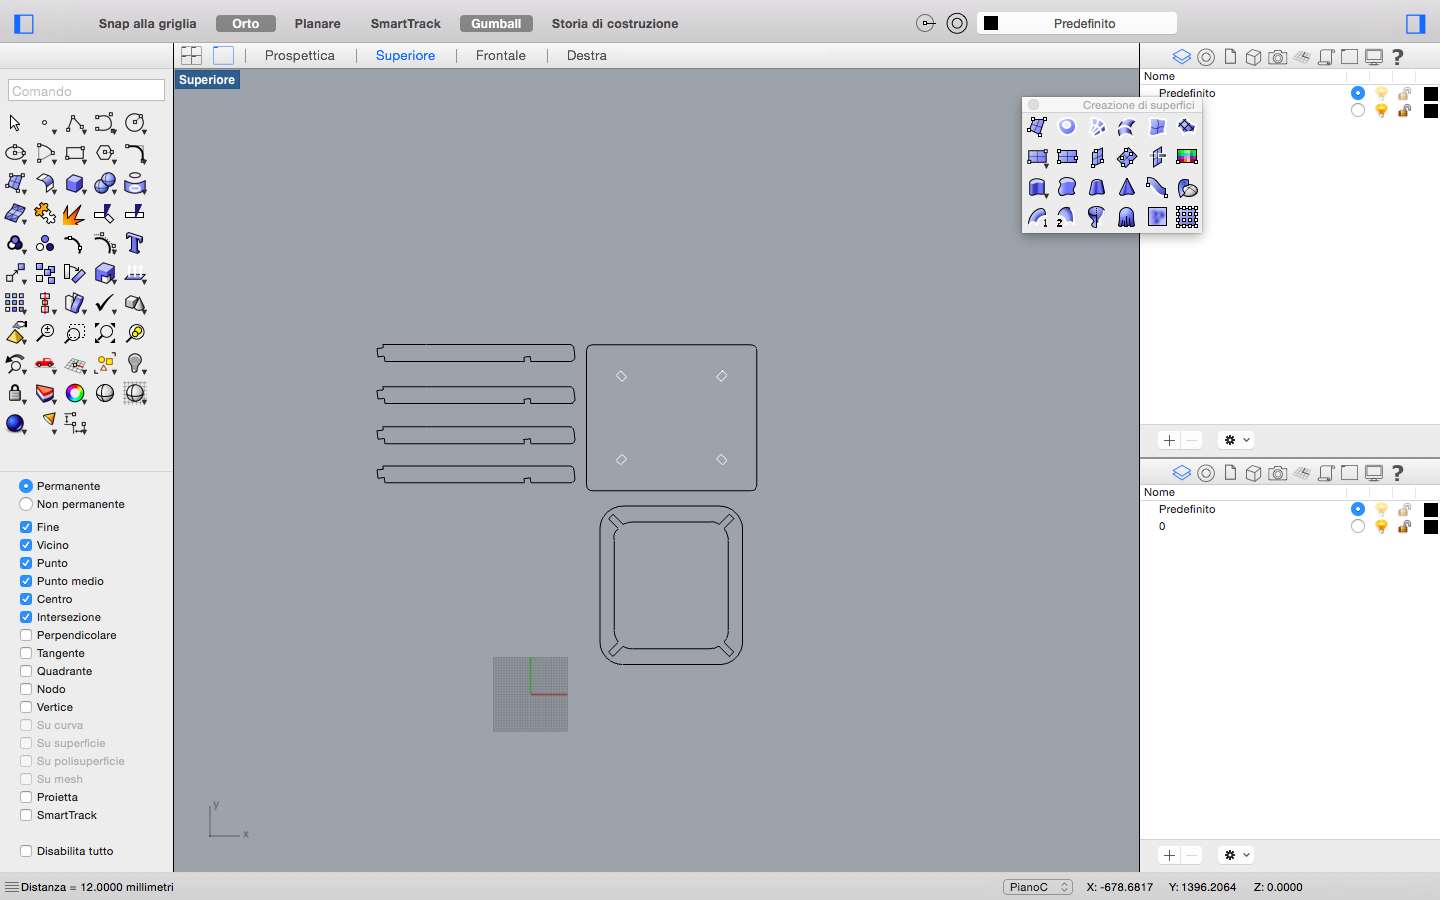 Snap alla griglia Orto Planare SmartTrack Gumball Storia di costruzione Predefinito
Prospettica Superiore Frontale Destra
Superiore
Comando
Permanente
Non permanente
Fine
Vicino
Punto
Punto medio
Centro
Intersezione
Perpendicolare
Tangente
Quadrante
Nodo
Vertice
Su curva
Su superficie
Su polisuperficie
Su mesh
Proietta
SmartTrack
Disabilita tutto
y
x
Creazione di superfici
1 2
Nome
Predefinito
Nome
Predefinito
0
Distanza = 12.0000 millimetri PianoC X: -678.6817 Y: 1396.2064 Z: 0.0000